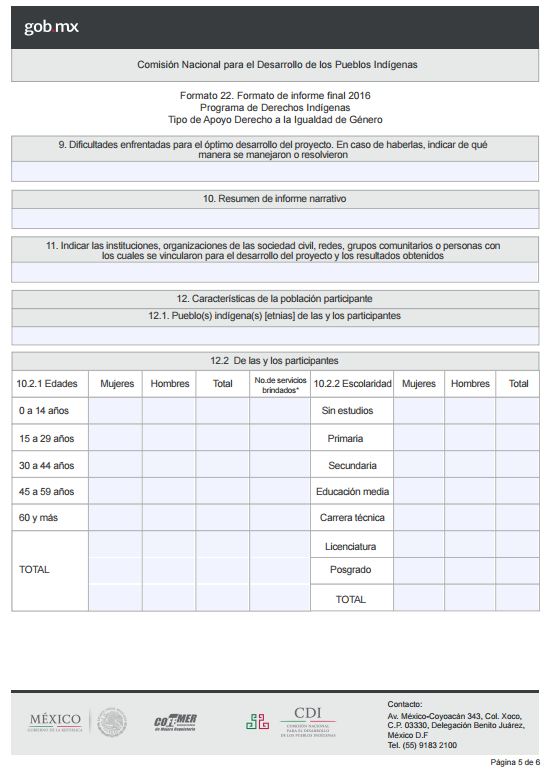 gob.mx
Comisión Nacional para el Desarrollo de los Pueblos Indígenas
Formato 22. Formato de informe final 2016
Programa de Derechos Indígenas
Tipo de Apoyo Derecho a la Igualdad de Género
9. Dificultades enfrentadas para el óptimo desarrollo del proyecto. En caso de haberlas, indicar de qué
manera se manejaron o resolvieron
10. Resumen de informe narrativo
11. Indicar las instituciones, organizaciones de las sociedad civil, redes, grupos comunitarios o personas con
los cuales se vincularon para el desarrollo del proyecto y los resultados obtenidos
12. Características de la población participante
12.1. Pueblo(s) indígena(s) [etnias] de las y los participantes
12.2 De las y los participantes
10.2.1 Edades Mujeres Hombres Total No.de servicios brindados* 10.2.2 Escolaridad Mujeres Hombres Total
0 a 14 años Sin estudios
15 a 29 años Primaria
30 a 44 años Secundaria
45 a 59 años Educación media
60 y más Carrera técnica
Licenciatura
TOTAL Posgrado
TOTAL
MÉXICO
GOBIERNO DE LA REPÚBLICA
COFEMER
de Mejora Regulatoria
CDI
COMISIÓN NACIONAL
PARA EL DESARROLLO
DE LOS PUEBLOS INDÍGENAS
Contacto:
Av. México-Coyoacán 343, Col. Xoco,
C.P. 03330, Delegación Benito Juárez,
México D.F
Tel. (55) 9183 2100
Página 5 de 6